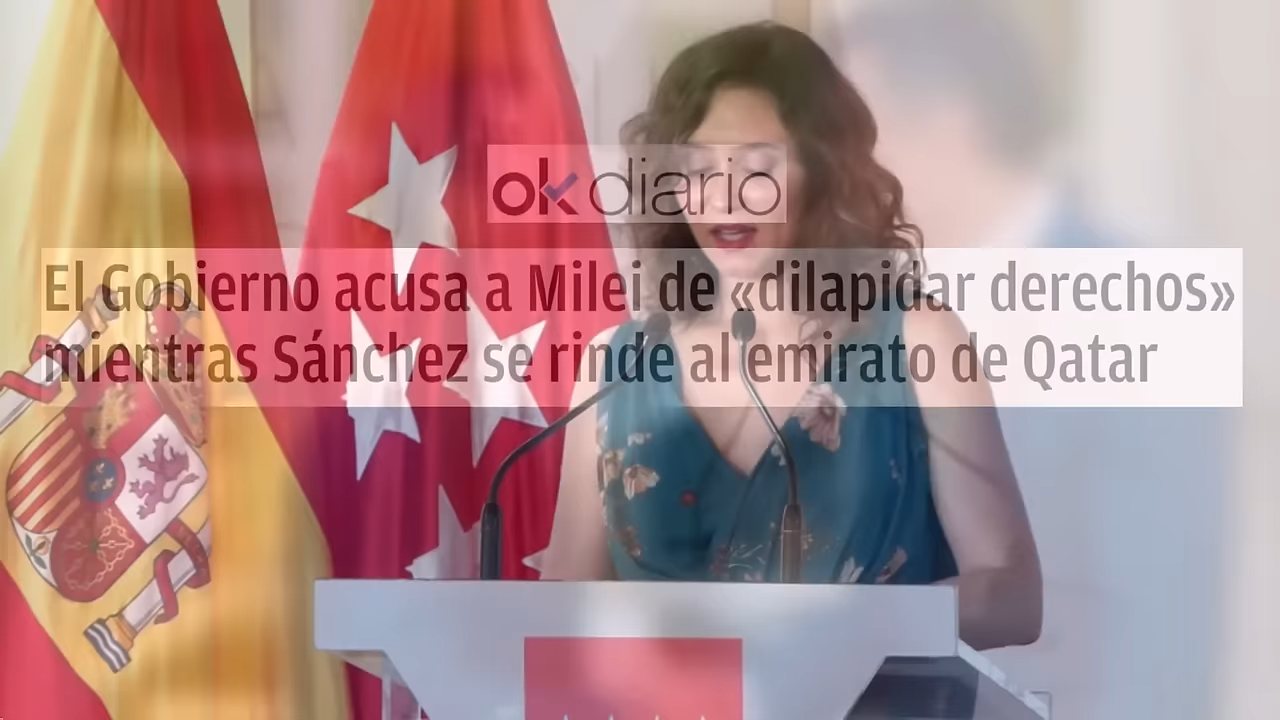 okdiario
El Gobierno acusa a Milei de «dilapidar derechos»
mientras Sánchez se rinde al emirato de Qatar